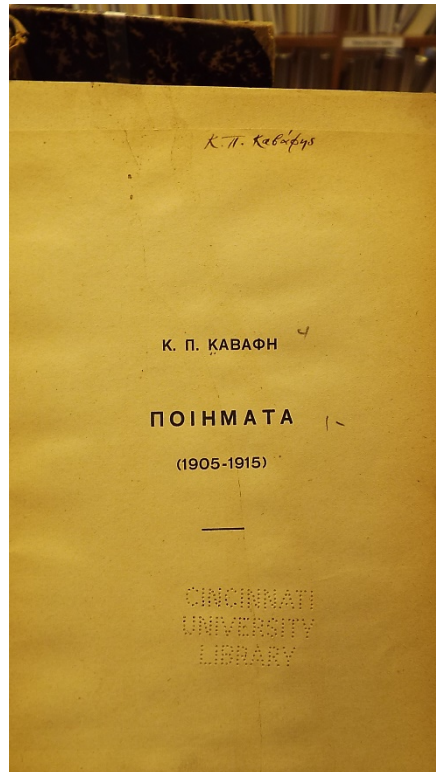 Κ. Π. Καβάφης
Κ. Π. ΚΑΒΑΦΗ
ΠΟΙΗΜΑΤΑ
(1905-1915)
CINCINNATI
UNIVERSITY
LIBRARY